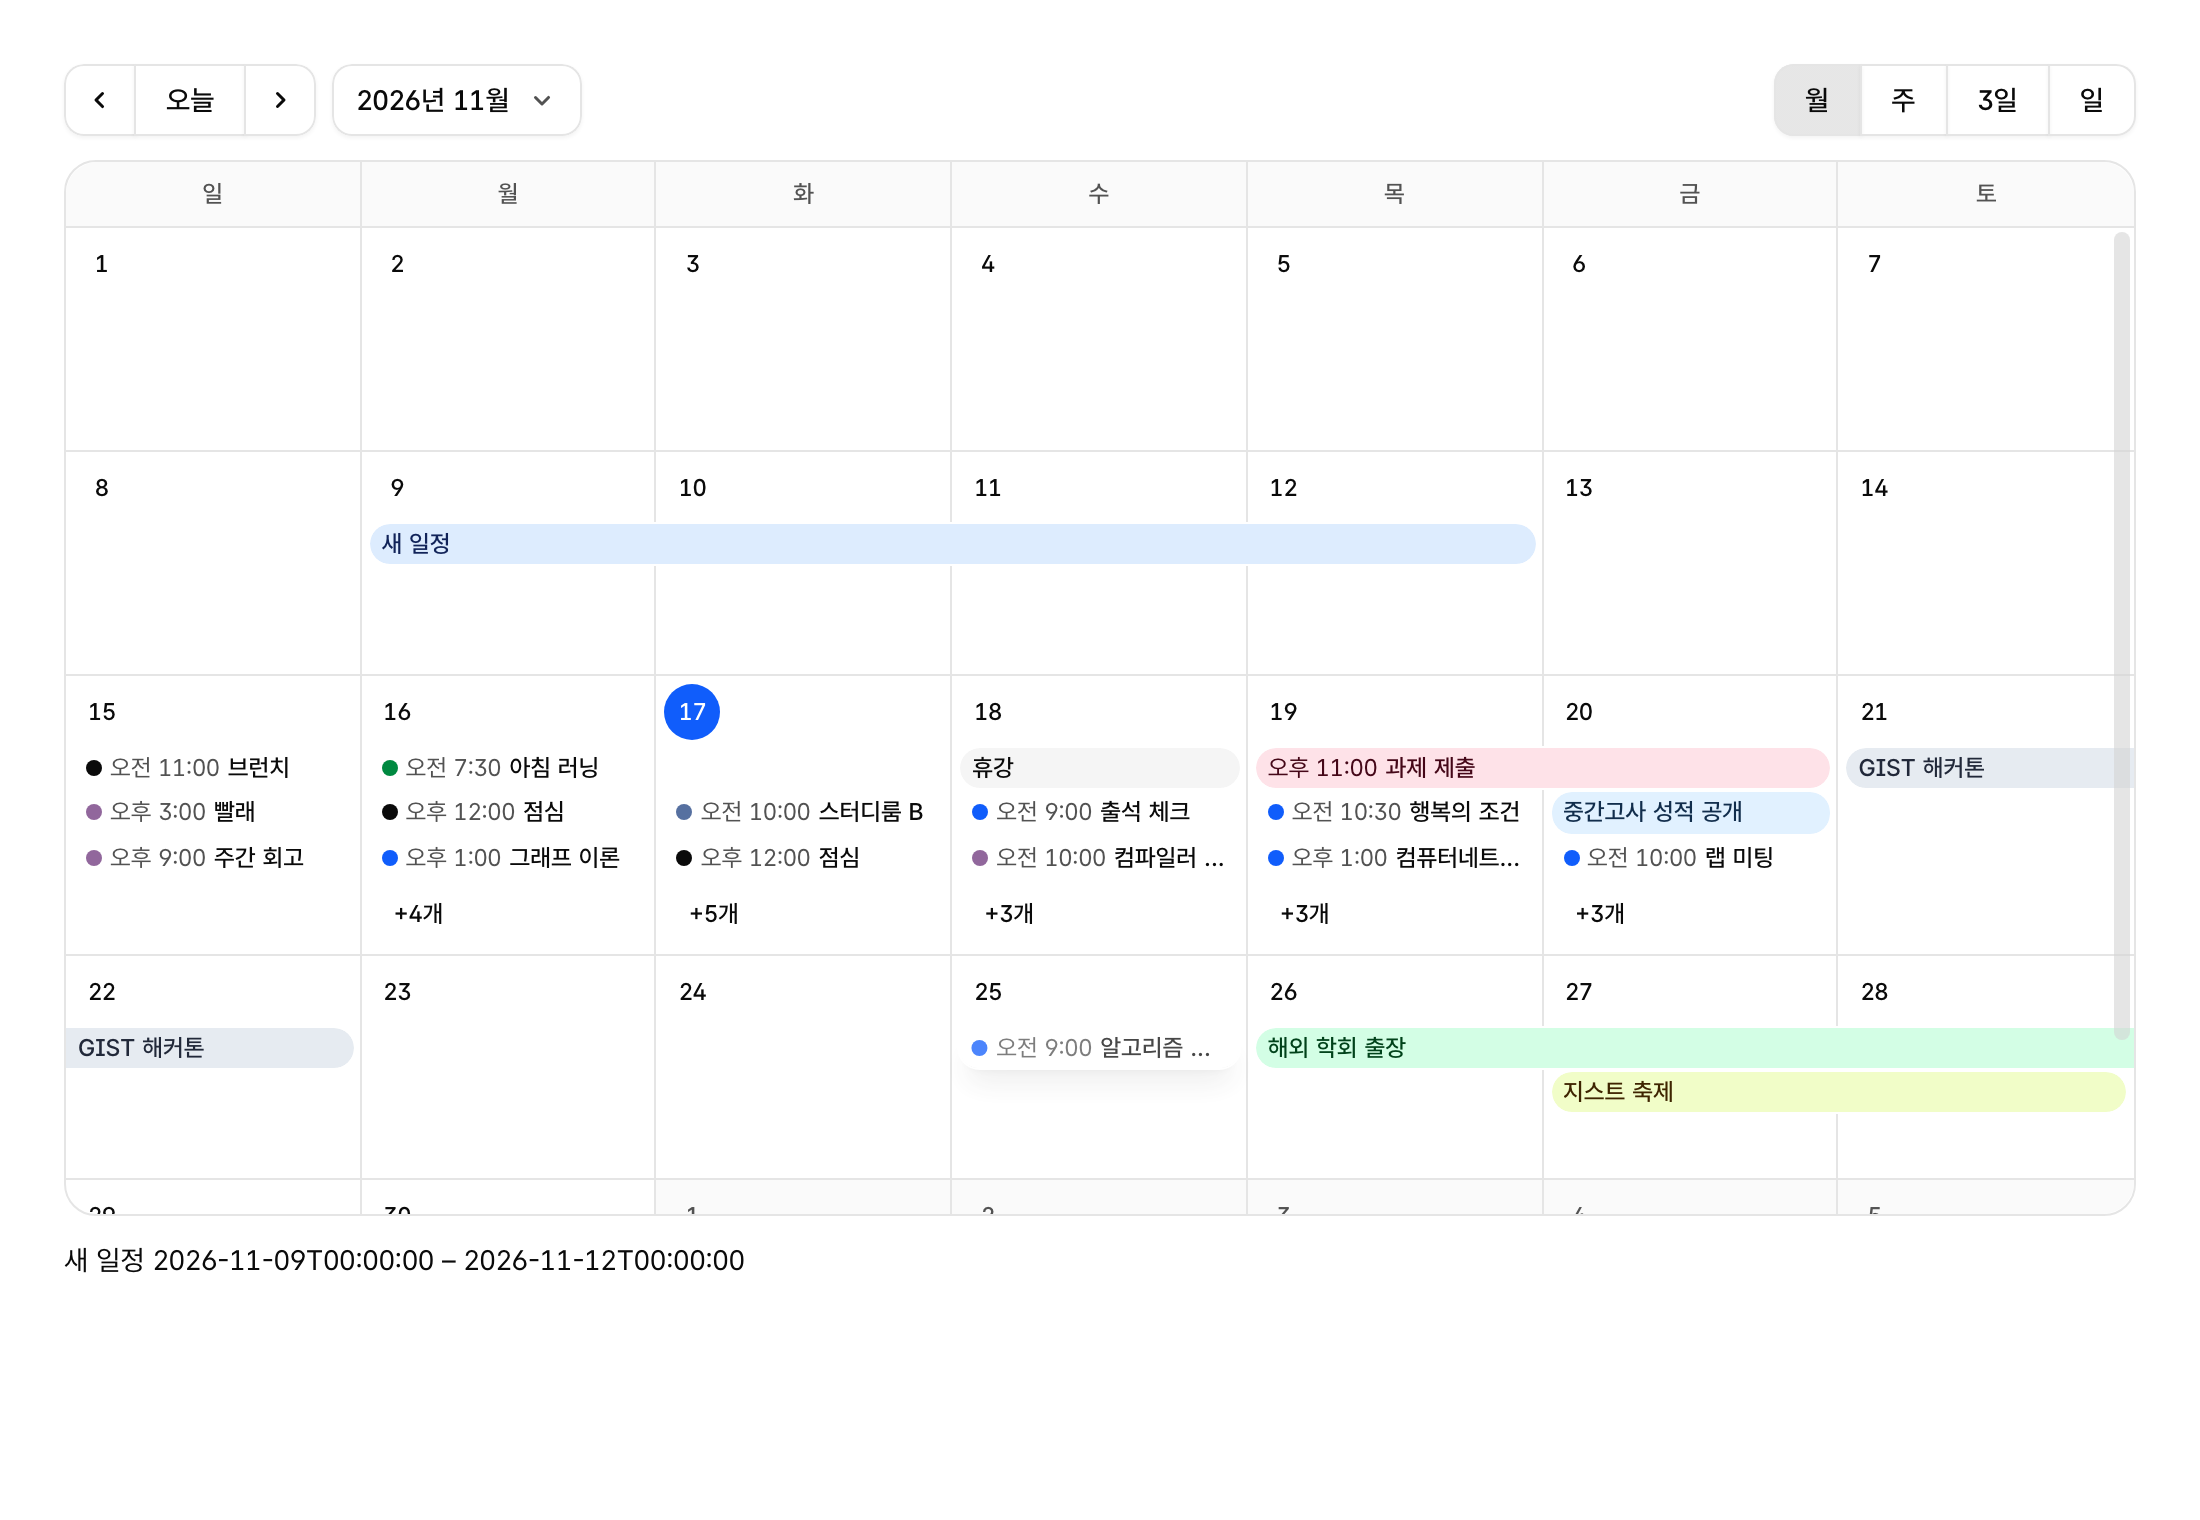 오늘
2026년 11월
월 주 3일 일
일 월 화 수 목 금 토
1 2 3 4 5 6 7
8 9 10 11 12 13 14
새 일정
15 16 17 18 19 20 21
오전 11:00 브런치 오전 7:30 아침 러닝 휴강 오후 11:00 과제 제출 GIST 해커톤
오후 3:00 빨래 오후 12:00 점심 오전 10:00 스터디룸 B 오전 9:00 출석 체크 오전 10:30 행복의 조건 중간고사 성적 공개
오후 9:00 주간 회고 오후 1:00 그래프 이론 오후 12:00 점심 오전 10:00 컴파일러 ... 오후 1:00 컴퓨터네트... 오전 10:00 랩 미팅
+4개 +5개 +3개 +3개 +3개
22 23 24 25 26 27 28
GIST 해커톤 오전 9:00 알고리즘 ... 해외 학회 출장
지스트 축제
29 30 1 2 3 4 5
새 일정 2026-11-09T00:00:00 – 2026-11-12T00:00:00